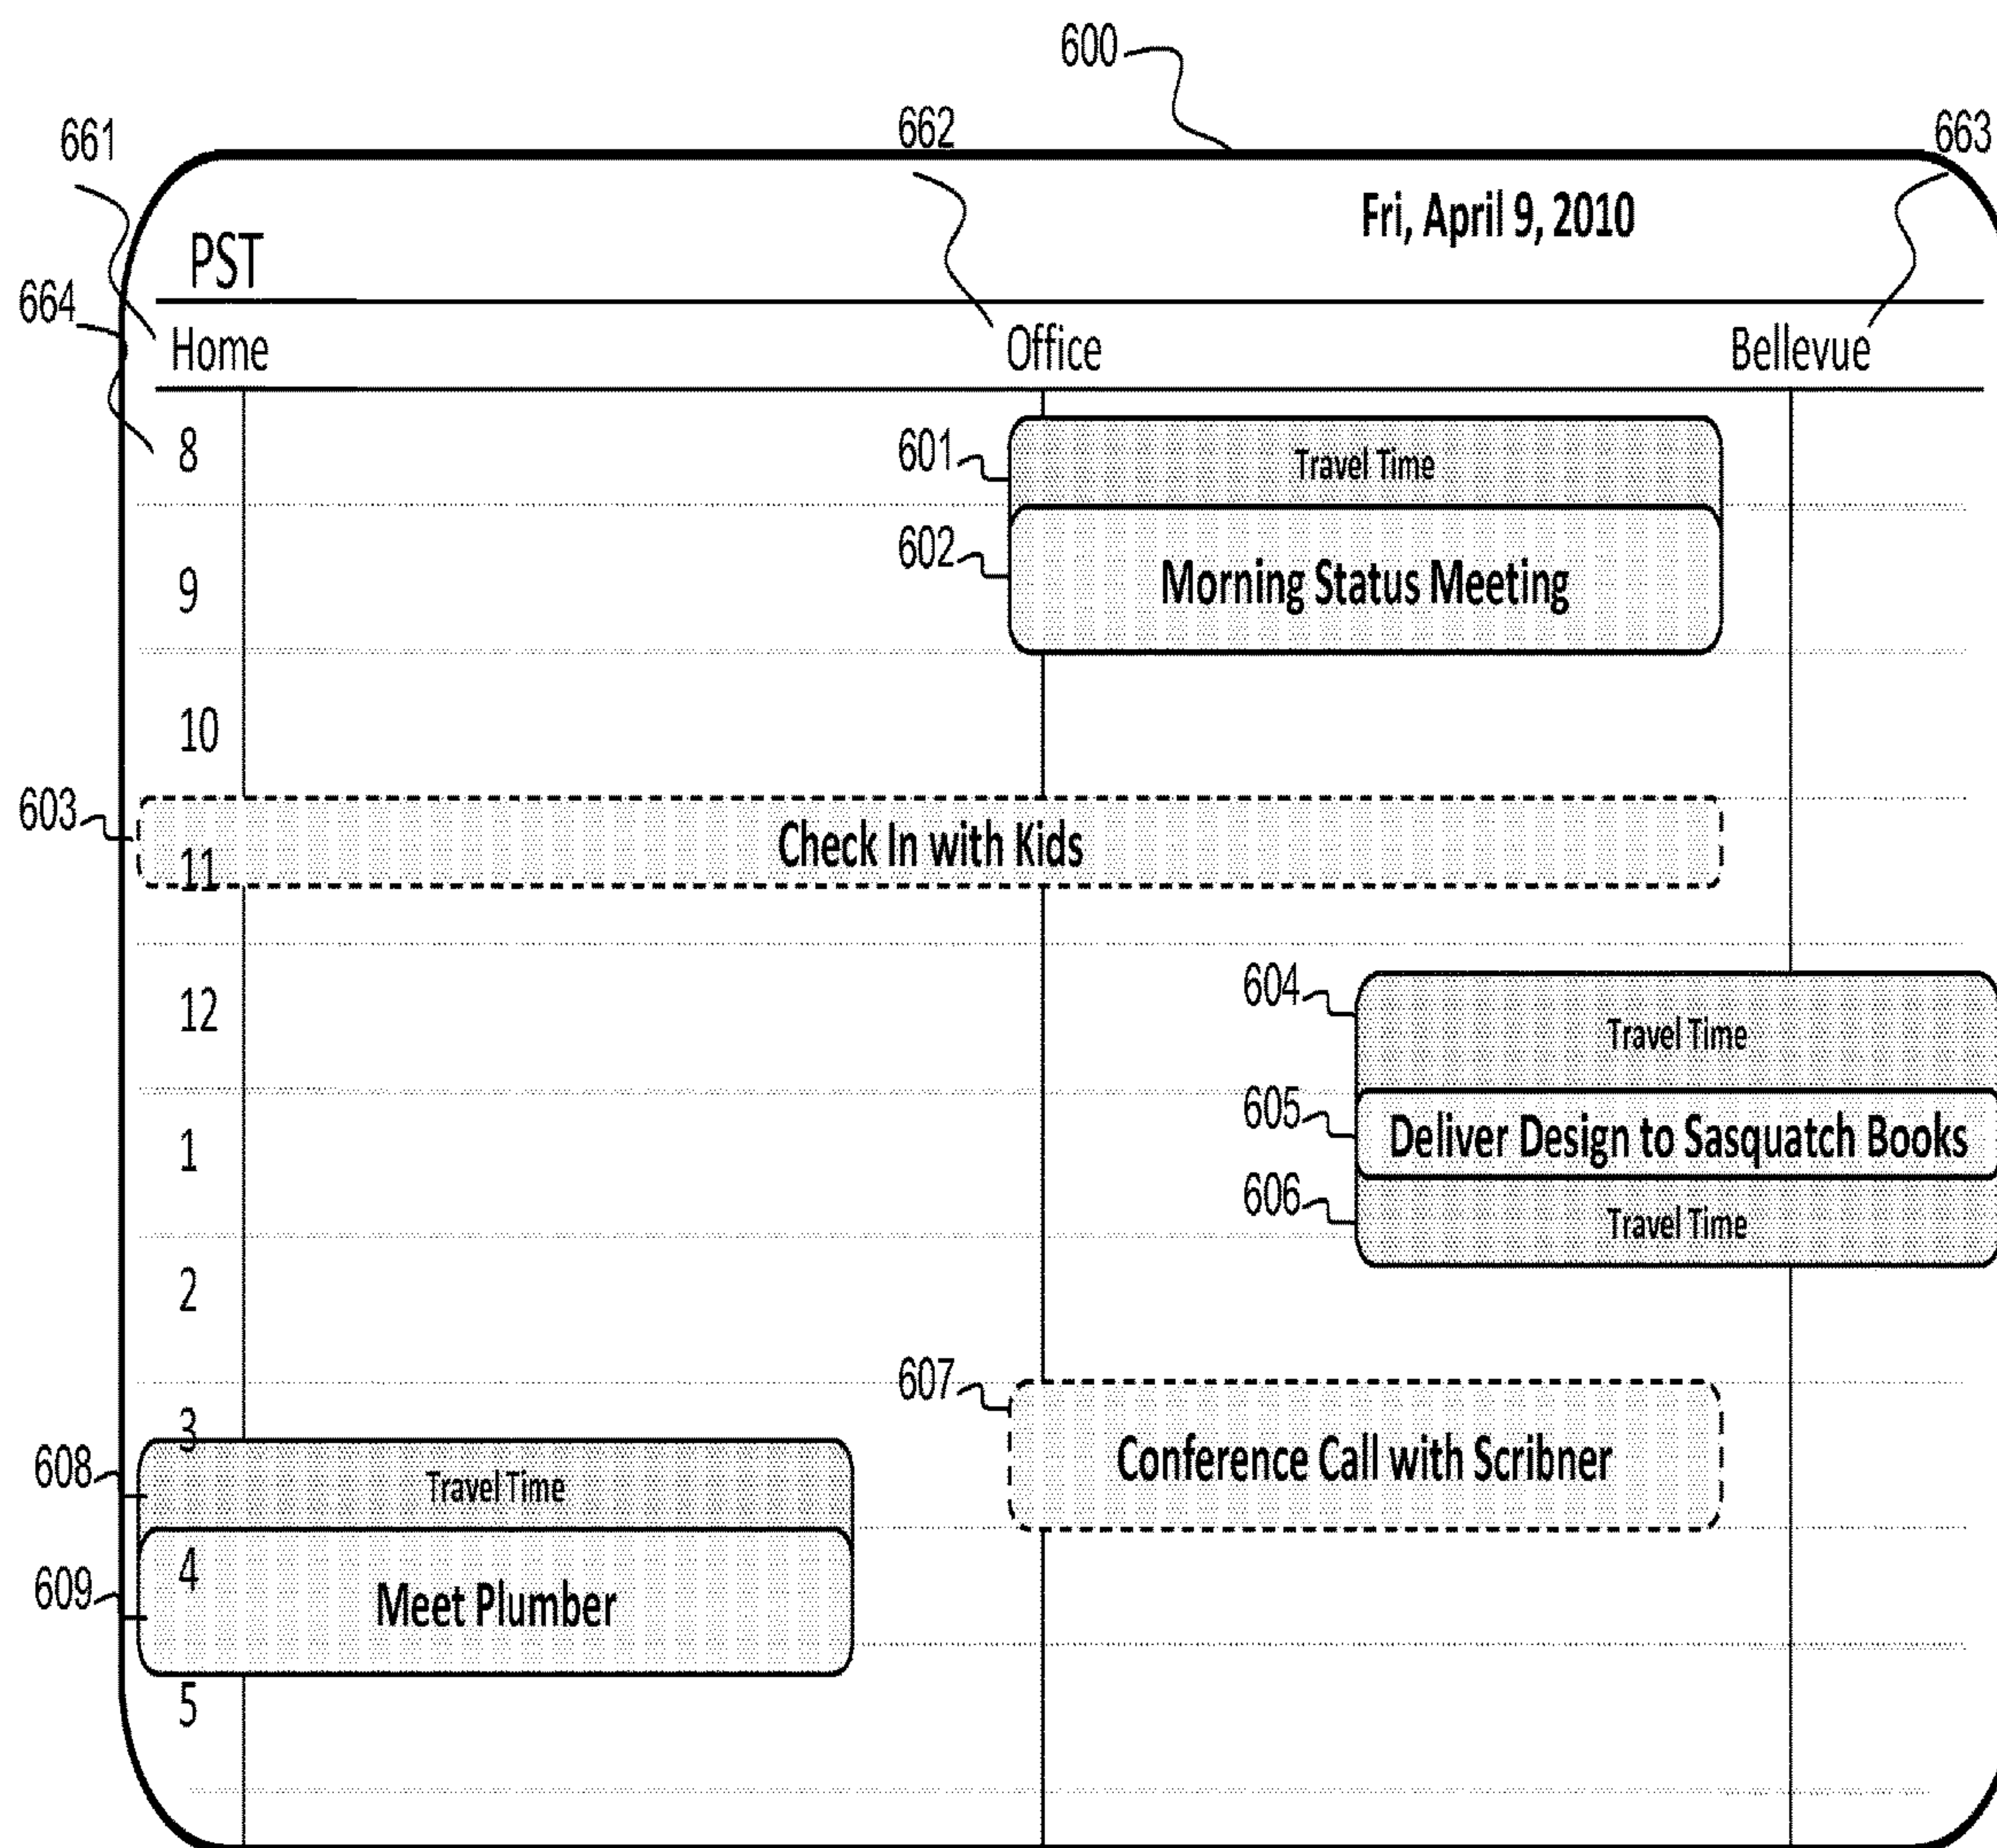 600
661
662
663
Fri, April 9, 2010
PST
664
Home Office Bellevue
8
601
Travel Time
602
Morning Status Meeting
9
10
603
Check In with Kids
11
604
12
Travel Time
605
Deliver Design to Sasquatch Books
1
606
Travel Time
2
607
3
Conference Call with Scribner
608
Travel Time
4
609
Meet Plumber
5